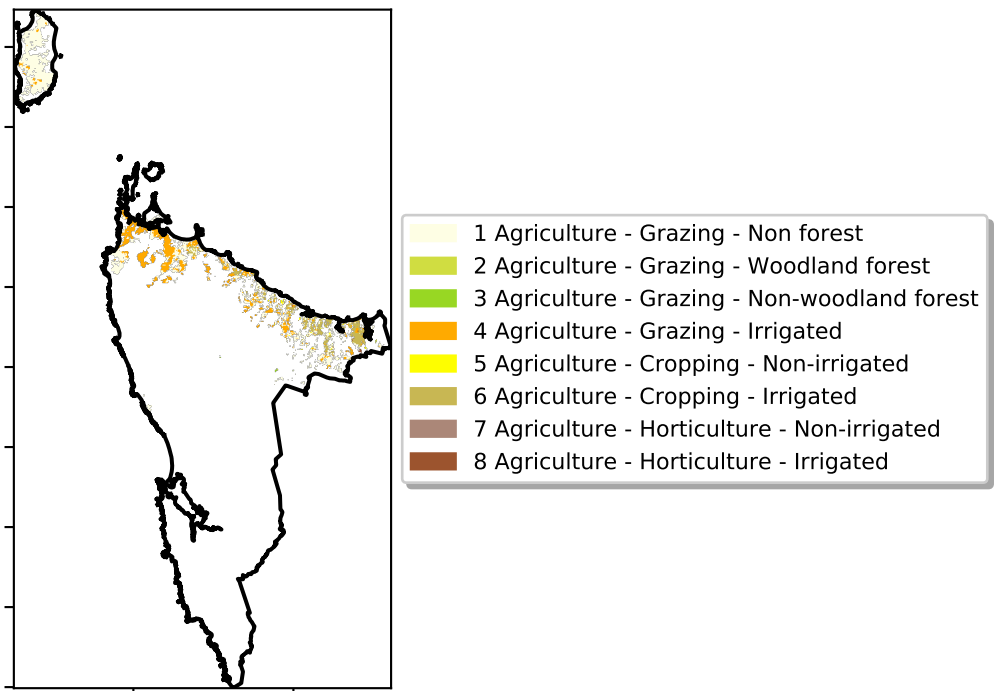 1 Agriculture - Grazing - Non forest
2 Agriculture - Grazing - Woodland forest
3 Agriculture - Grazing - Non-woodland forest
4 Agriculture - Grazing - Irrigated
5 Agriculture - Cropping - Non-irrigated
6 Agriculture - Cropping - Irrigated
7 Agriculture - Horticulture - Non-irrigated
8 Agriculture - Horticulture - Irrigated